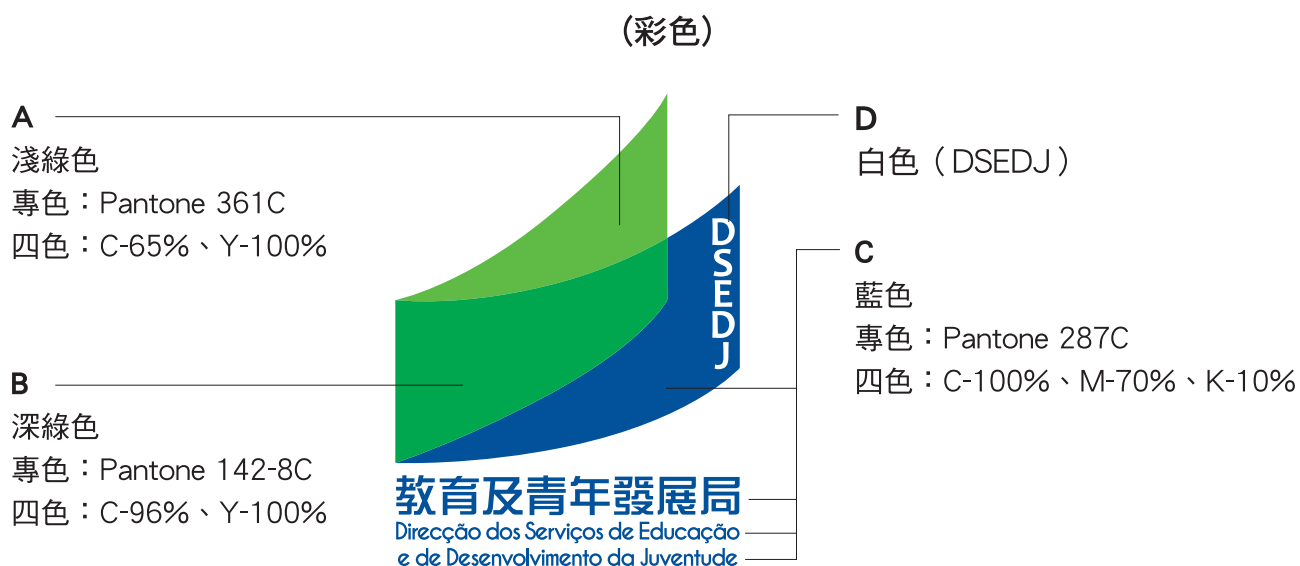 (彩色)
A
淺綠色
專色：Pantone 361C
四色：C-65%、Y-100%
B
深綠色
專色：Pantone 142-8C
四色：C-96%、Y-100%
DSEDJ
教育及青年發展局
Direcção dos Serviços de Educação
e de Desenvolvimento da Juventude
D
白色（DSEDJ）
C
藍色
專色：Pantone 287C
四色：C-100%、M-70%、K-10%